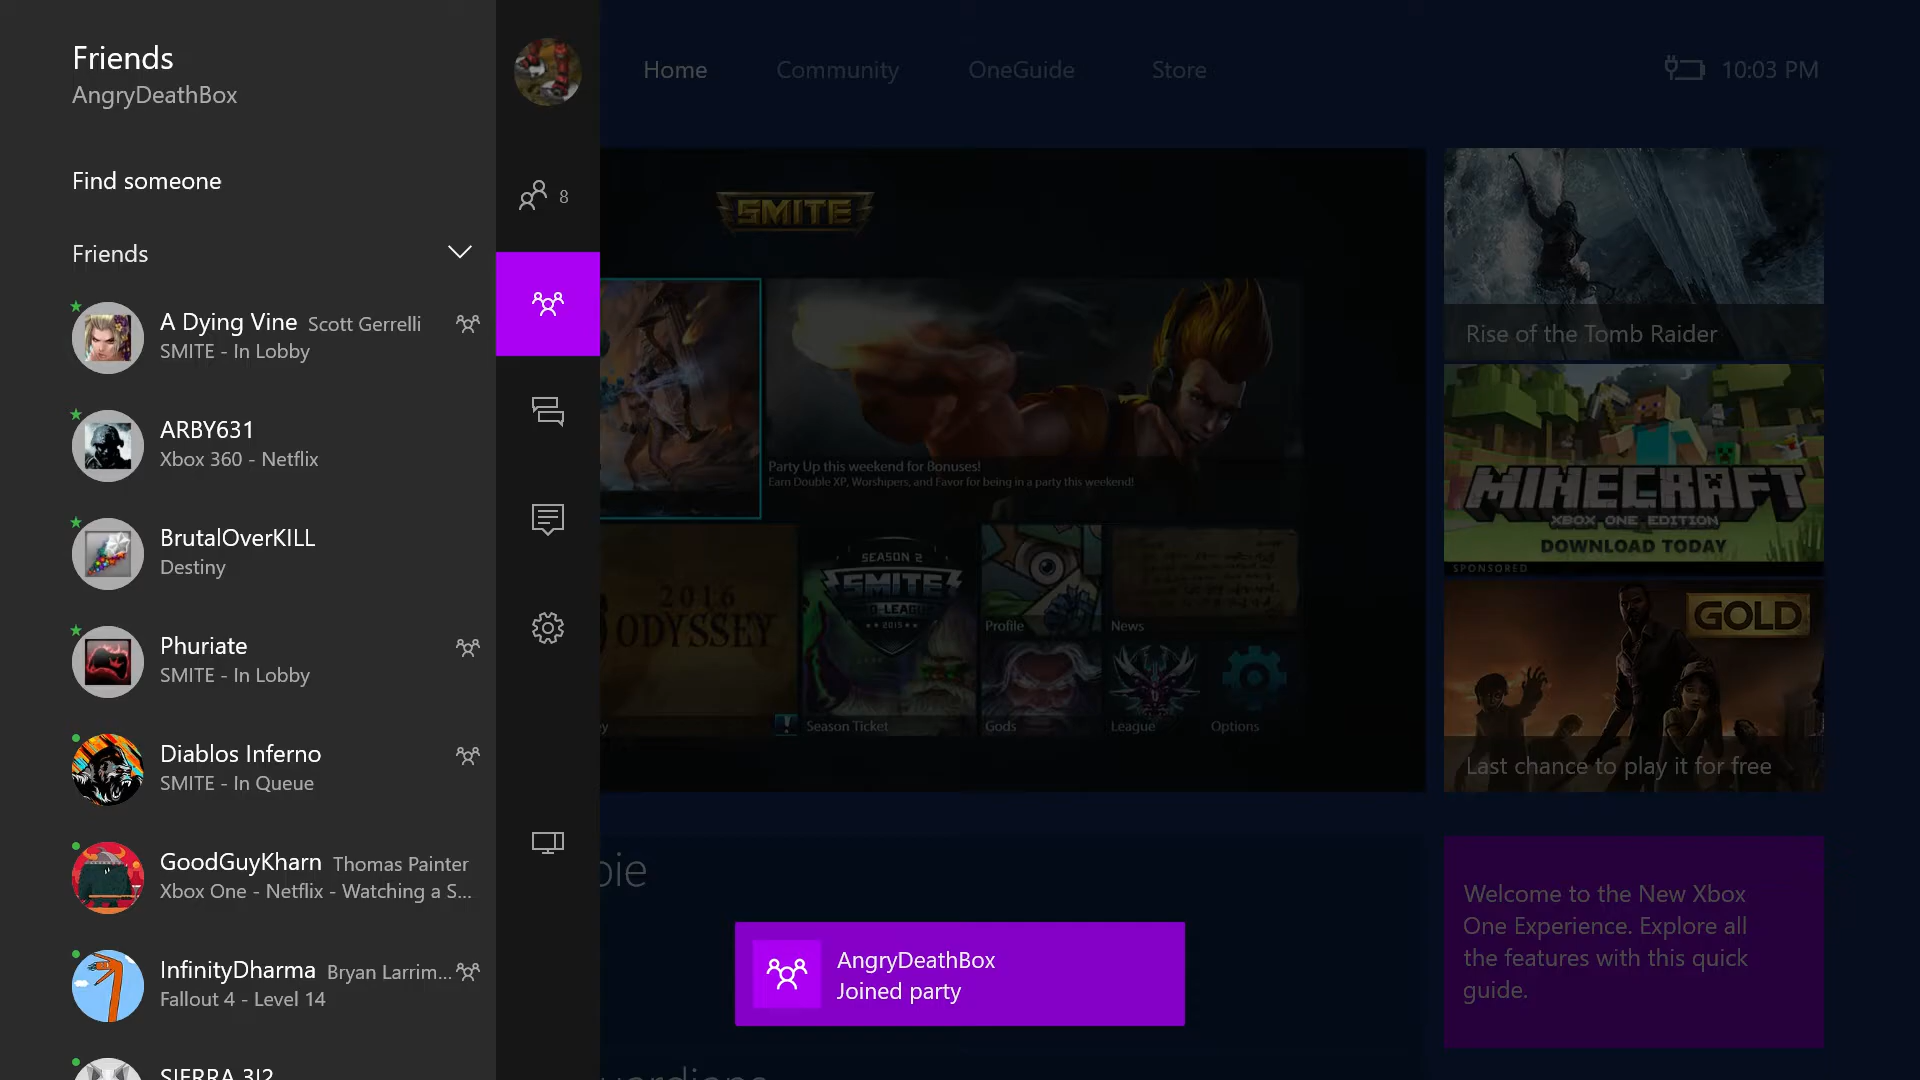 Friends
AngryDeathBox
Find someone
Friends
A Dying Vine Scott Gerrelli
SMITE - In Lobby
ARBY631
Xbox 360 - Netflix
BrutalOverKILL
Destiny
Phuriate
SMITE - In Lobby
Diablos Inferno
SMITE - In Queue
GoodGuyKharn Thomas Painter
Xbox One - Netflix - Watching a S...
InfinityDharma Bryan Larrim...
Fallout 4 - Level 14
SIERRA 3I2
8
Home Community OneGuide Store
10:03 PM
SMITE
Party Up this weekend for Bonuses!
Earn Double XP, Worshipers, and Favor for being in a party this weekend!
2016
ODYSSEY
SEASON 2
SMITE
2015
Season Ticket
Profile
News
Gods
League
Options
Rise of the Tomb Raider
MINECRAFT
XBOX ONE EDITION
DOWNLOAD TODAY
SPONSORED
GOLD
Last chance to play it for free
AngryDeathBox
Joined party
Welcome to the New Xbox
One Experience. Explore all
the features with this quick
guide.